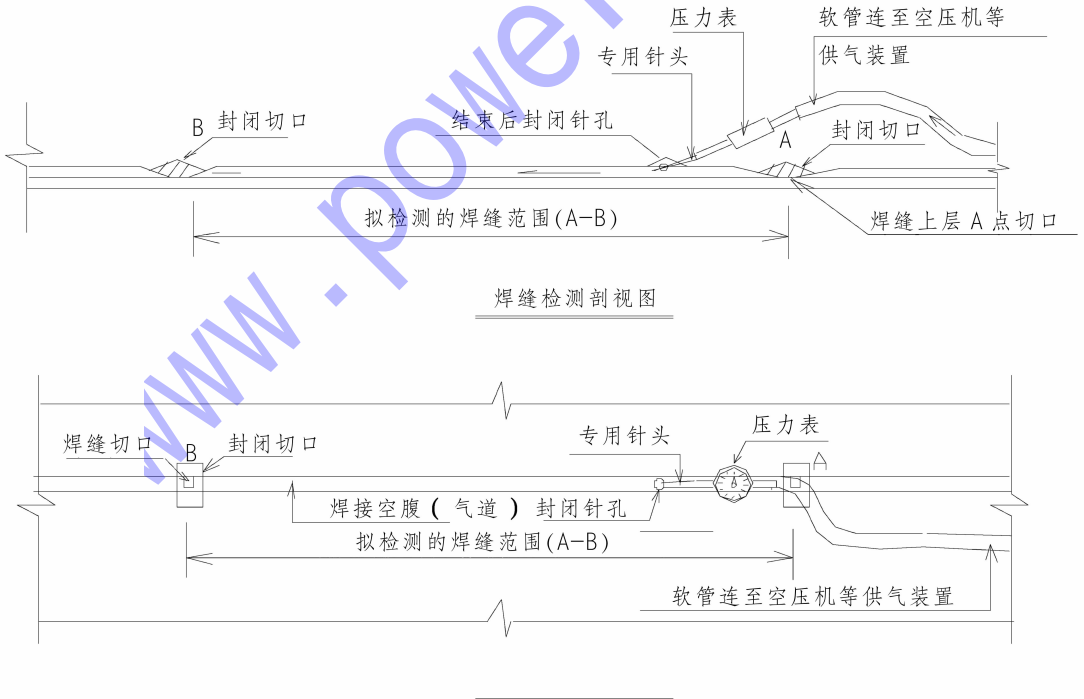 压力表
软管连至空压机等
供气装置
专用针头
B 封闭切口
结束后封闭针孔
A
封闭切口
拟检测的焊缝范围(A-B)
焊缝上层 A 点切口
焊缝检测剖视图
焊缝切口
B
封闭切口
专用针头
压力表
A
焊接空腹(气道)
封闭针孔
拟检测的焊缝范围(A-B)
软管连至空压机等供气装置
www.power